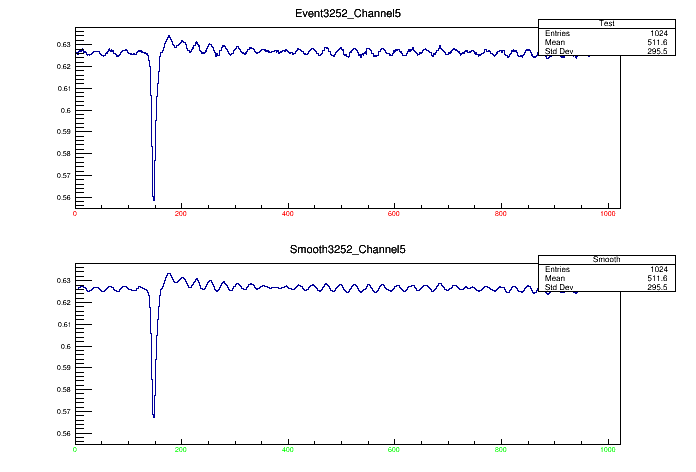 Event3252_Channel5
Test
Entries 1024
Mean 511.6
Std Dev 295.5
0.63
0.62
0.61
0.6
0.59
0.58
0.57
0.56
0 200 400 600 800 1000
Smooth3252_Channel5
Smooth
Entries 1024
Mean 511.6
Std Dev 295.5
0.63
0.62
0.61
0.6
0.59
0.58
0.57
0.56
0 200 400 600 800 1000